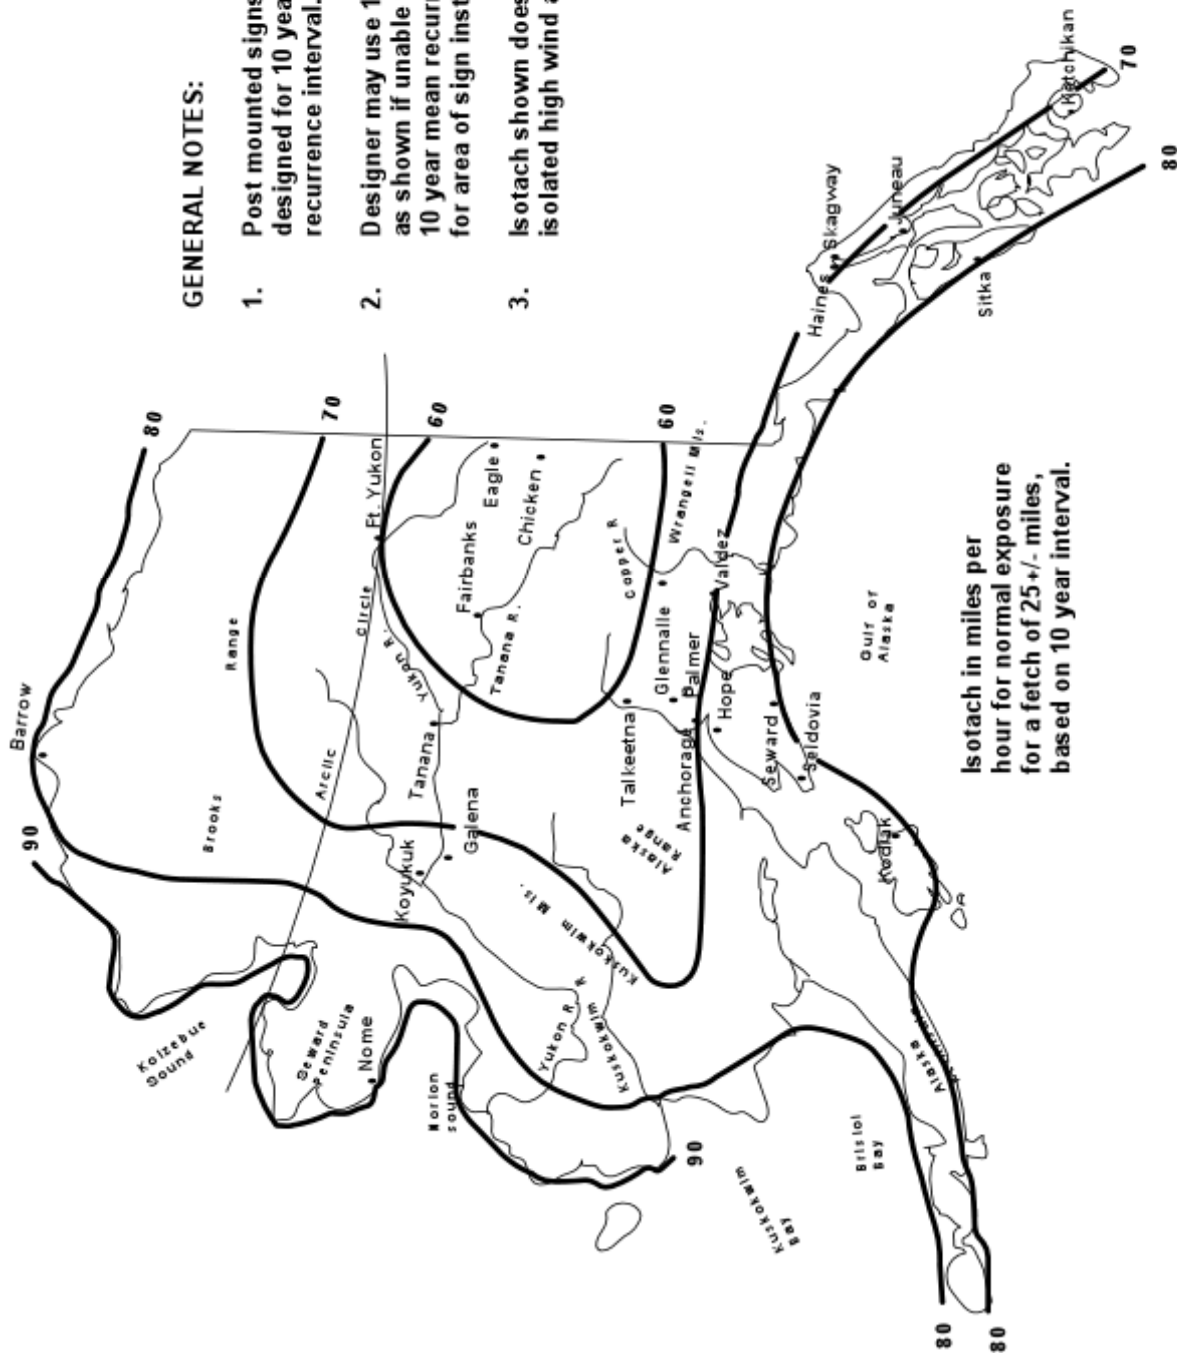 GENERAL NOTES:
1. Post mounted signs
designed for 10 yea
recurrence interval.
2. Designer may use 1
as shown if unable
10 year mean recurr
for area of sign inst
3. Isotach shown does
isolated high wind a
Barrow
80
90
70
60
60
Brooks
Range
Arctic
Circle
Ft. Yukon
Eagle
Chicken
Fairbanks
Yukon R.
Tanana R.
Tanana
Galena
Koyukuk
Kotzebue
Sound
Seward
Peninsula
Nome
Norton
sound
Yukon R.
Kuskokwim R
Kuskokwim Mts.
Alaska
Range
Talkeetna
Glennalle
Palmer
Anchorage
Hope
Valdez
Copper R
Wrangell Mts.
Seward
Seldovia
Kodiak
Gulf of
Alaska
Haines
Skagway
Juneau
Sitka
Ketchikan
70
80
90
Kuskokwim
Bay
Bristol
Bay
Alaska
Peninsula
80
80
Isotach in miles per
hour for normal exposure
for a fetch of 25+/- miles,
based on 10 year interval.